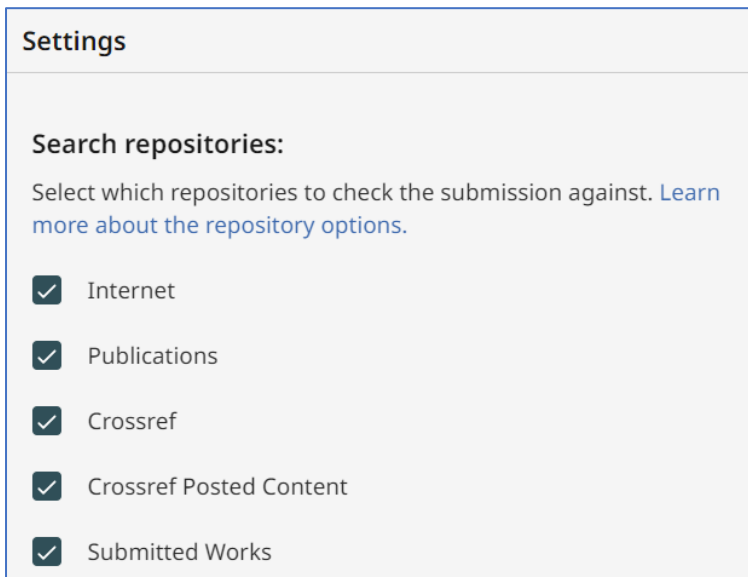 Settings
Search repositories:
Select which repositories to check the submission against. Learn
more about the repository options.
Internet
Publications
Crossref
Crossref Posted Content
Submitted Works